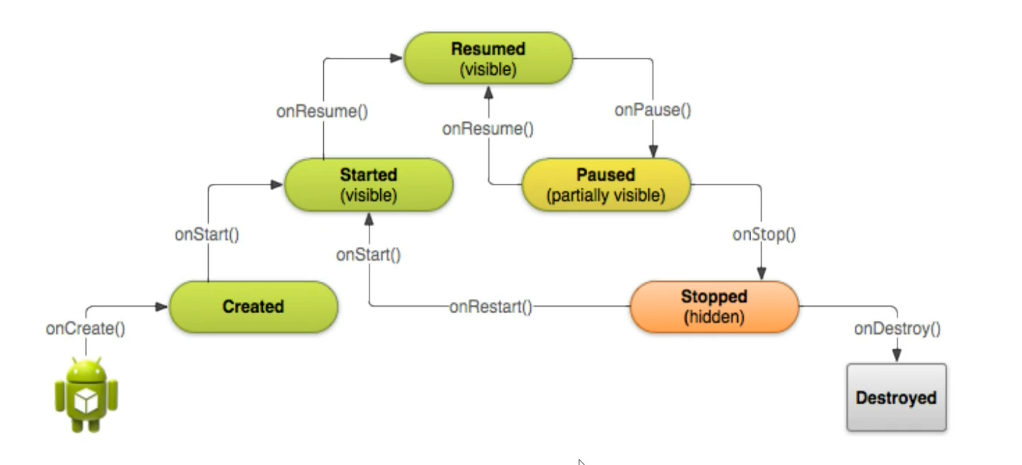 Resumed
(visible)
onResume()
onResume()
onPause()
Started
(visible)
Paused
(partially visible)
onStart()
onStart()
onStop()
Created
onRestart()
Stopped
(hidden)
onCreate()
onDestroy()
Destroyed